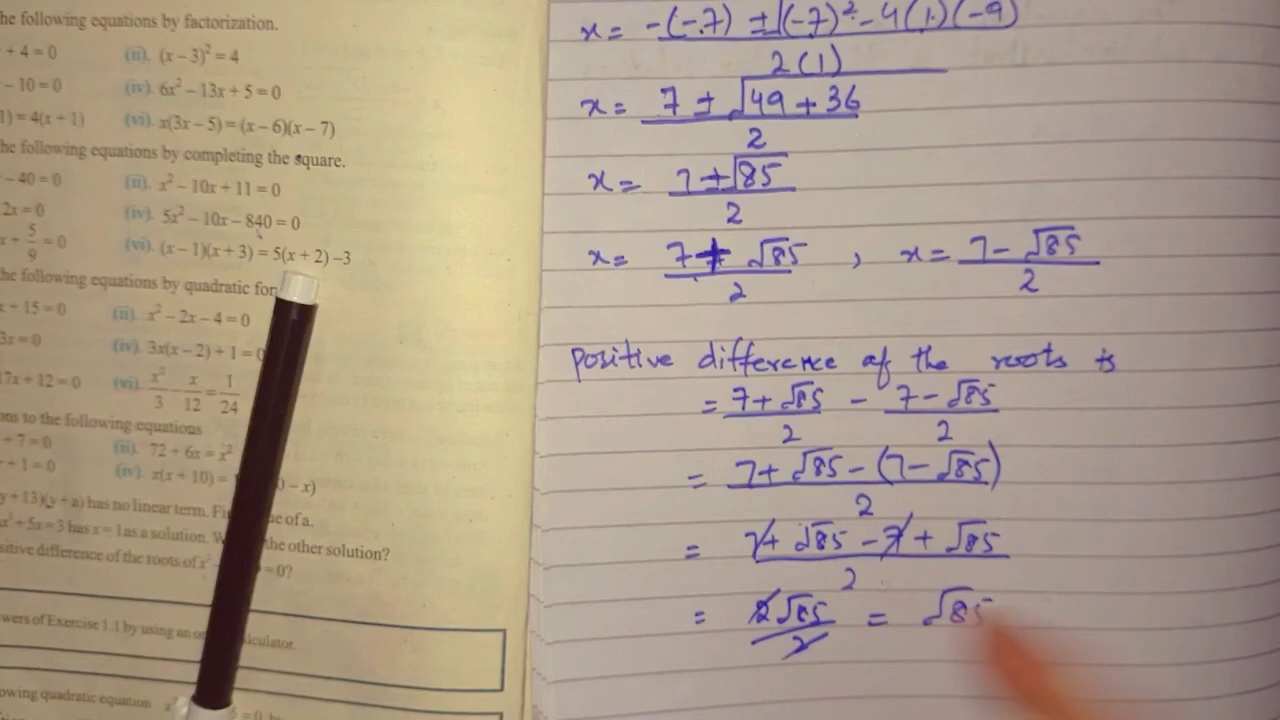 he following equations by factorization.
+ 4 = 0 (ii). (x − 3)² = 4
− 10 = 0 (iv). 6x² − 13x + 5 = 0
1) = 4(x + 1) (vi). x(3x − 5) = (x − 6)(x − 7)
he following equations by completing the square.
− 40 = 0 (ii). x² − 10x + 11 = 0
2x = 0 (iv). 5x² − 10x − 840 = 0
x + 5/9 = 0 (vi). (x − 1)(x + 3) = 5(x + 2) − 3
he following equations by quadratic for
x + 15 = 0 (ii). x² − 2x − 4 = 0
3x = 0 (iv). 3x(x − 2) + 1 = 0
17x + 12 = 0 (vi). x²/3 − x/12 = 1/24
ons to the following equations
+ 7 = 0 (ii). 72 + 6x = x²
+ 1 = 0 (iv). x(x + 10) = − x)
y + 13)(y + a) has no linear term. Fi ue of a.
x² + 5x = 3 has x = 1 as a solution. W the other solution?
sitive difference of the roots of x² = 0?
wers of Exercise 1.1 by using an o alculator.
owing quadratic equation
x = -(-7) ± √(-7)² - 4(1)(-9)
2(1)
x = 7 ± √49 + 36
2
x = 7 ± √85
2
x = 7 + √85 , x = 7 - √85
2 2
Positive difference of the roots is
= 7 + √85 - 7 - √85
2 2
= 7 + √85 - (7 - √85)
2
= 7 + √85 - 7 + √85
2
= 2√85 = √85
2